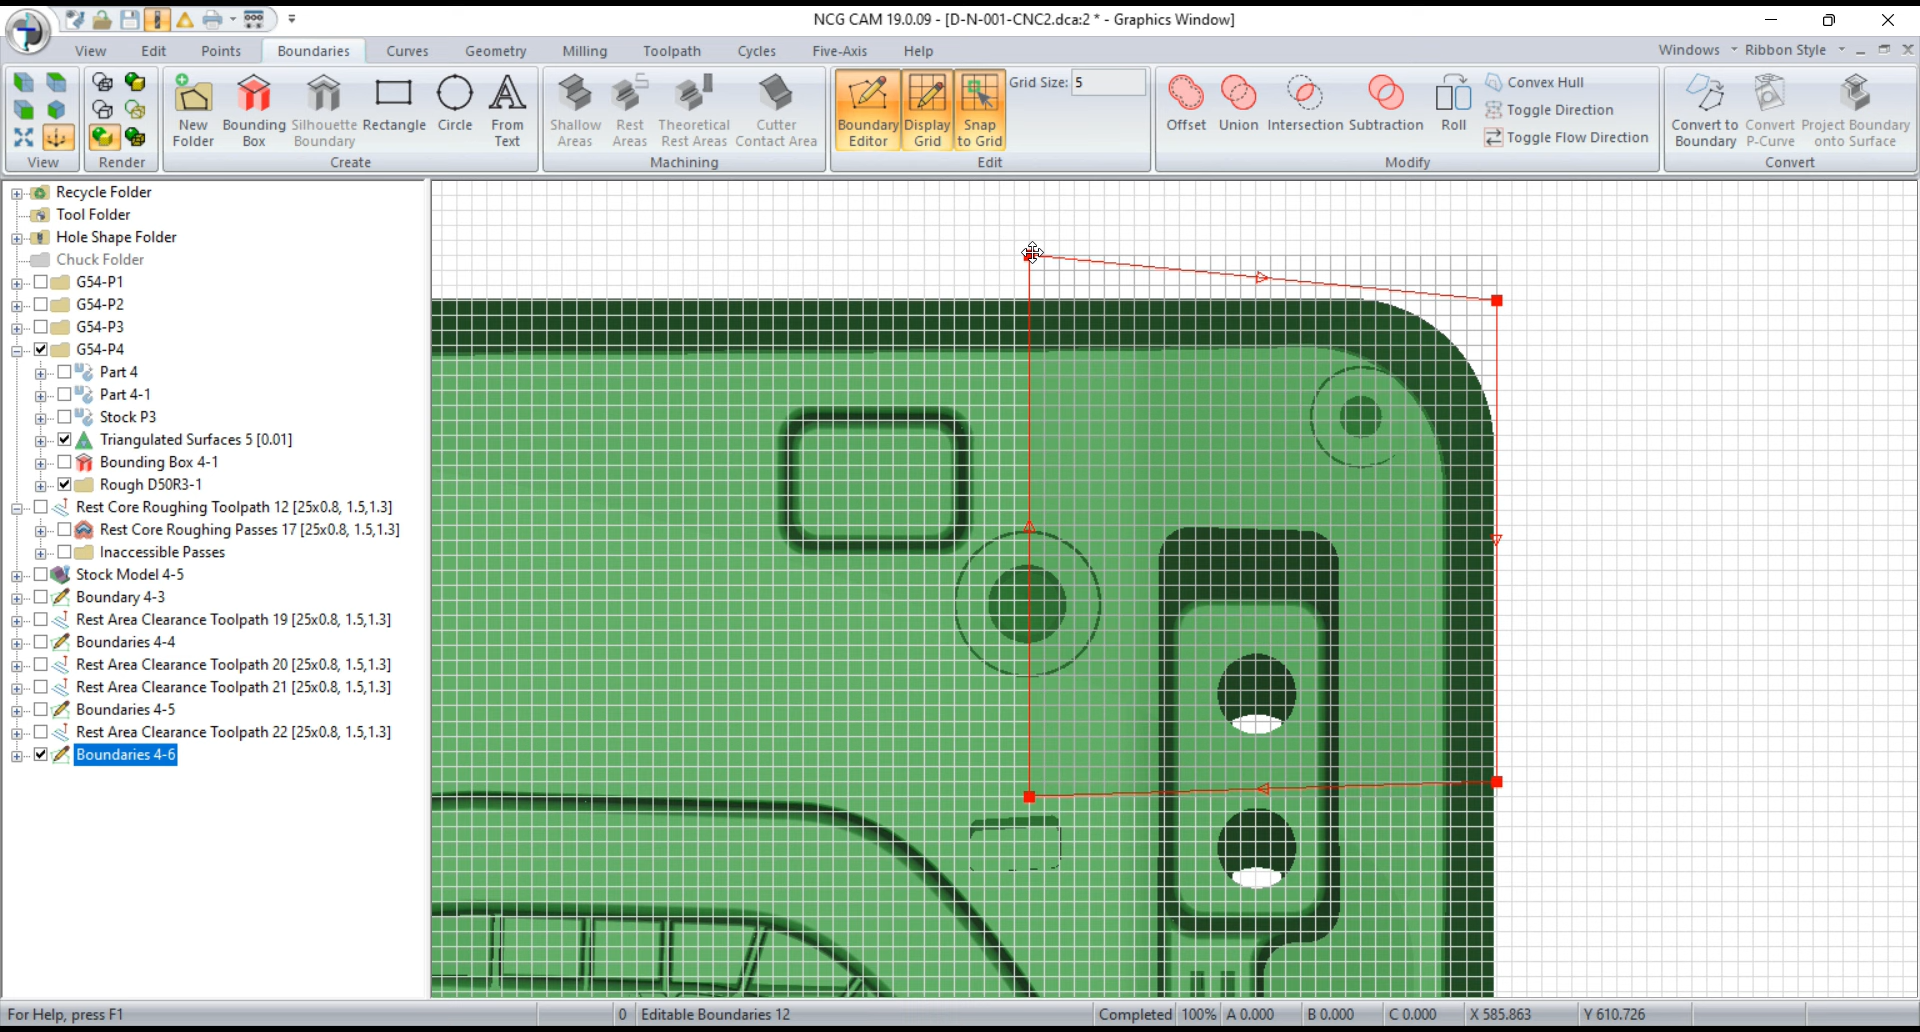 NCG CAM 19.0.09 - [D-N-001-CNC2.dca:2 * - Graphics Window]
View Edit Points Boundaries Curves Geometry Milling Toolpath Cycles Five-Axis Help Windows Ribbon Style
New Folder
Bounding Box
Silhouette Boundary
Rectangle
Circle
From Text
Shallow Areas
Rest Areas
Theoretical Rest Areas
Cutter Contact Area
Boundary Editor
Display Grid
Snap to Grid
Grid Size: 5
Offset
Union
Intersection
Subtraction
Roll
Convex Hull
Toggle Direction
Toggle Flow Direction
Convert to Boundary
Convert P-Curve
Project Boundary onto Surface
View Render Create Machining Edit Modify Convert
Recycle Folder
Tool Folder
Hole Shape Folder
Chuck Folder
G54-P1
G54-P2
G54-P3
G54-P4
Part 4
Part 4-1
Stock P3
Triangulated Surfaces 5 [0.01]
Bounding Box 4-1
Rough D50R3-1
Rest Core Roughing Toolpath 12 [25x0.8, 1.5,1.3]
Rest Core Roughing Passes 17 [25x0.8, 1.5,1.3]
Inaccessible Passes
Stock Model 4-5
Boundary 4-3
Rest Area Clearance Toolpath 19 [25x0.8, 1.5,1.3]
Boundaries 4-4
Rest Area Clearance Toolpath 20 [25x0.8, 1.5,1.3]
Rest Area Clearance Toolpath 21 [25x0.8, 1.5,1.3]
Boundaries 4-5
Rest Area Clearance Toolpath 22 [25x0.8, 1.5,1.3]
Boundaries 4-6
For Help, press F1 0 Editable Boundaries 12 Completed 100% A 0.000 B 0.000 C 0.000 X 585.863 Y 610.726